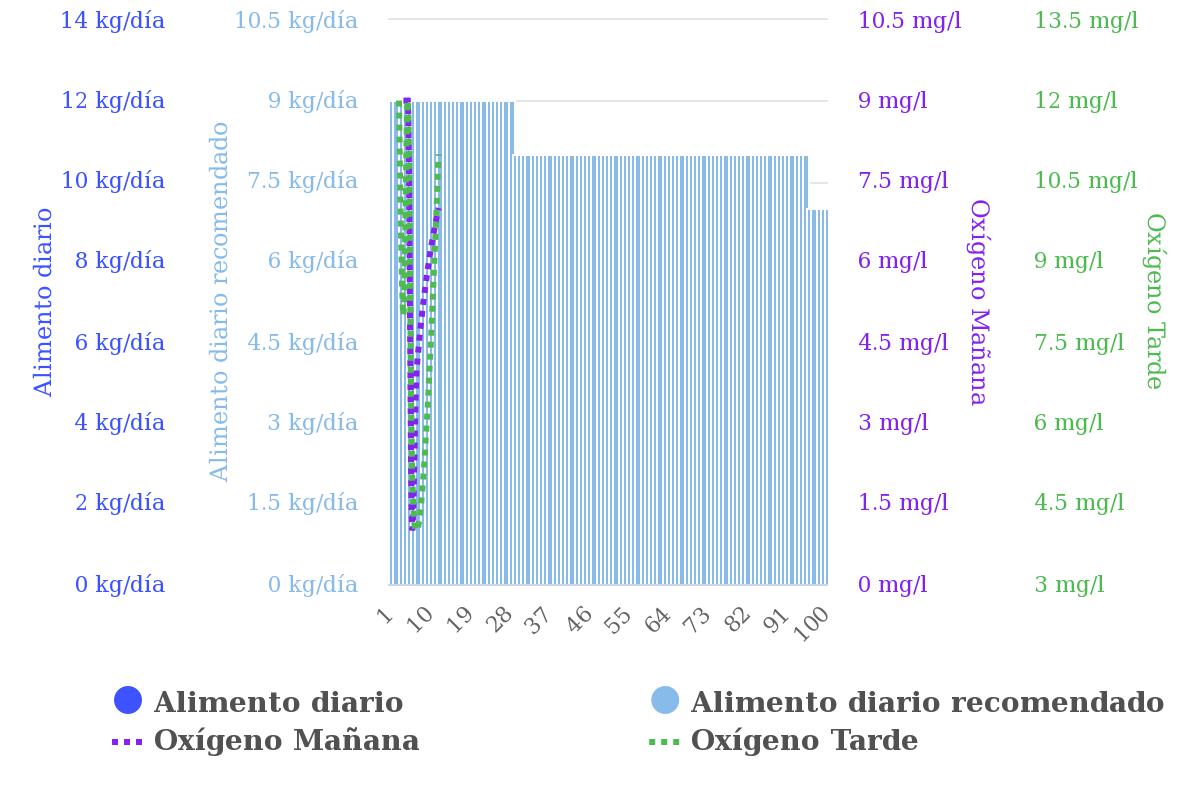 14 kg/día 10.5 kg/día 10.5 mg/l 13.5 mg/l
12 kg/día 9 kg/día 9 mg/l 12 mg/l
10 kg/día 7.5 kg/día 7.5 mg/l 10.5 mg/l
8 kg/día 6 kg/día 6 mg/l 9 mg/l
6 kg/día 4.5 kg/día 4.5 mg/l 7.5 mg/l
4 kg/día 3 kg/día 3 mg/l 6 mg/l
2 kg/día 1.5 kg/día 1.5 mg/l 4.5 mg/l
0 kg/día 0 kg/día 0 mg/l 3 mg/l
Alimento diario
Alimento diario recomendado
Oxígeno Mañana
Oxígeno Tarde
1 10 19 28 37 46 55 64 73 82 91 100
Alimento diario Alimento diario recomendado
Oxígeno Mañana Oxígeno Tarde